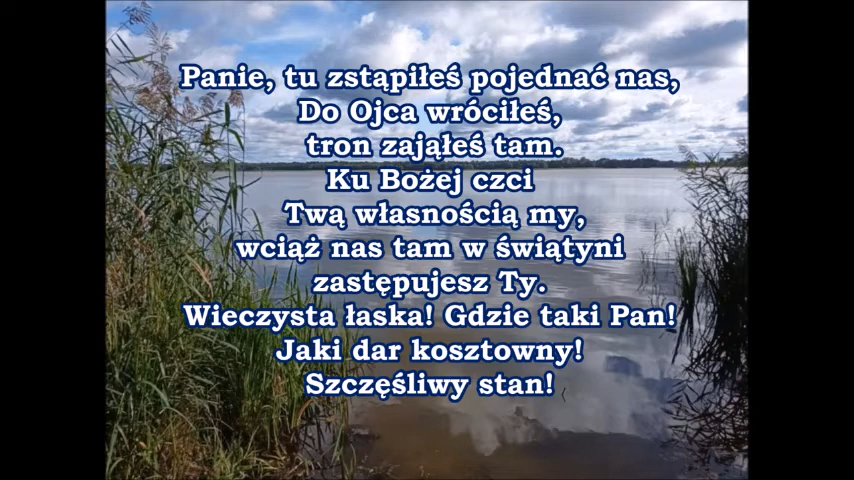 Panie, tu zstąpiłeś pojednać nas,
Do Ojca wróciłeś,
tron zająłeś tam.
Ku Bożej czci
Twą własnością my,
wciąż nas tam w świątyni
zastępujesz Ty.
Wieczysta łaska! Gdzie taki Pan!
Jaki dar kosztowny!
Szczęśliwy stan!